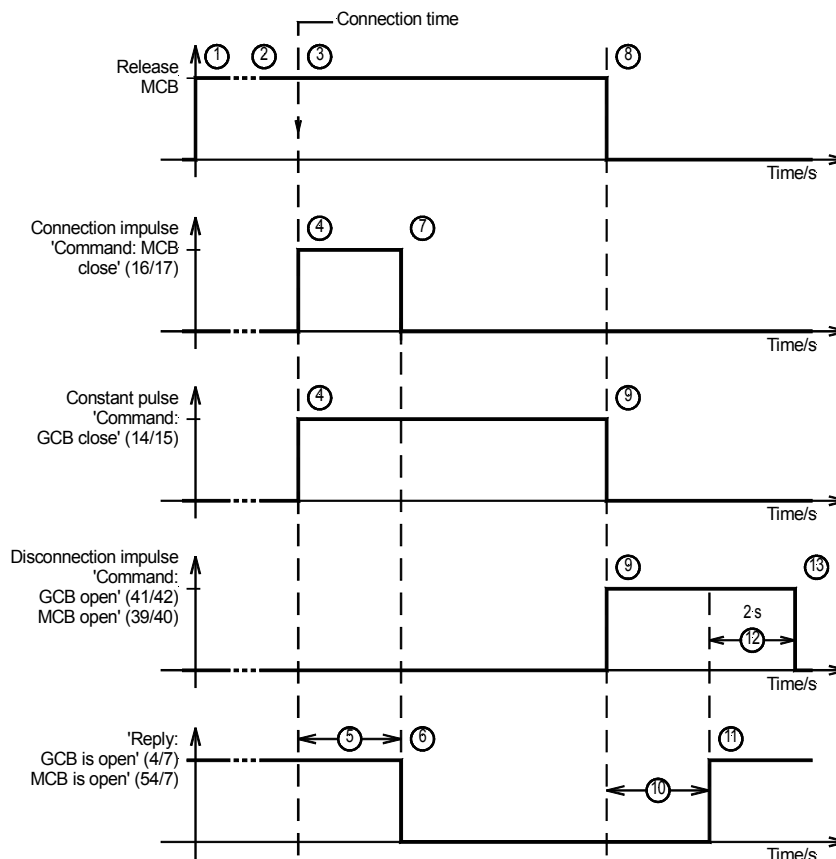 Connection time
Release
MCB
1
2
3
8
Time/s
Connection impulse
'Command: MCB
close' (16/17)
4
7
Time/s
Constant pulse
'Command:
GCB close' (14/15)
4
9
Time/s
Disconnection impulse
'Command:
GCB open' (41/42)
MCB open' (39/40)
9
13
2 s
12
Time/s
'Reply:
GCB is open' (4/7)
MCB is open' (54/7)
5
6
10
11
Time/s